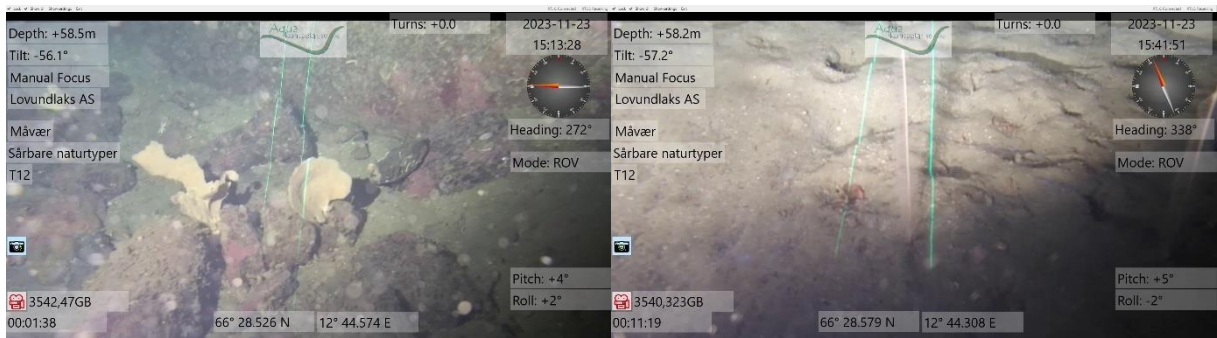 Depth: +58.5m
Turns: +0.0
2023-11-23
15:13:28
Tilt: -56.1°
Manual Focus
Lovundlaks AS
Måvær
Sårbare naturtyper
T12
Heading: 272°
Mode: ROV
Pitch: +4°
Roll: +2°
3542,47GB
00:01:38
66° 28.526 N
12° 44.574 E
Aqua
Depth: +58.2m
Turns: +0.0
2023-11-23
15:41:51
Tilt: -57.2°
Manual Focus
Lovundlaks AS
Måvær
Sårbare naturtyper
T12
Heading: 338°
Mode: ROV
Pitch: +5°
Roll: -2°
3540,323GB
00:11:19
66° 28.579 N
12° 44.308 E
Aqua